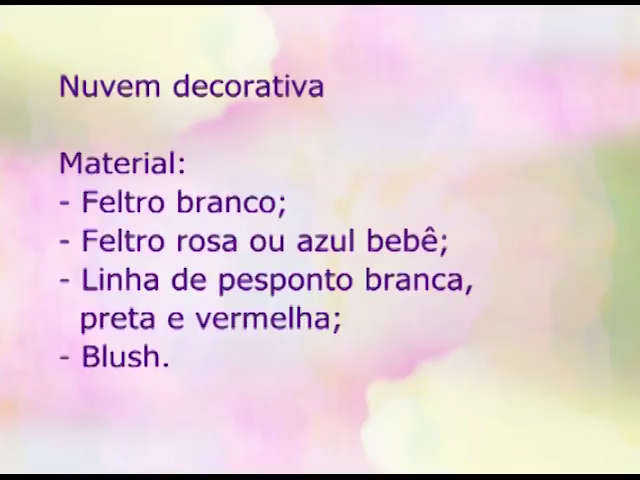 Nuvem decorativa
Material:
- Feltro branco;
- Feltro rosa ou azul bebê;
- Linha de pesponto branca,
preta e vermelha;
- Blush.